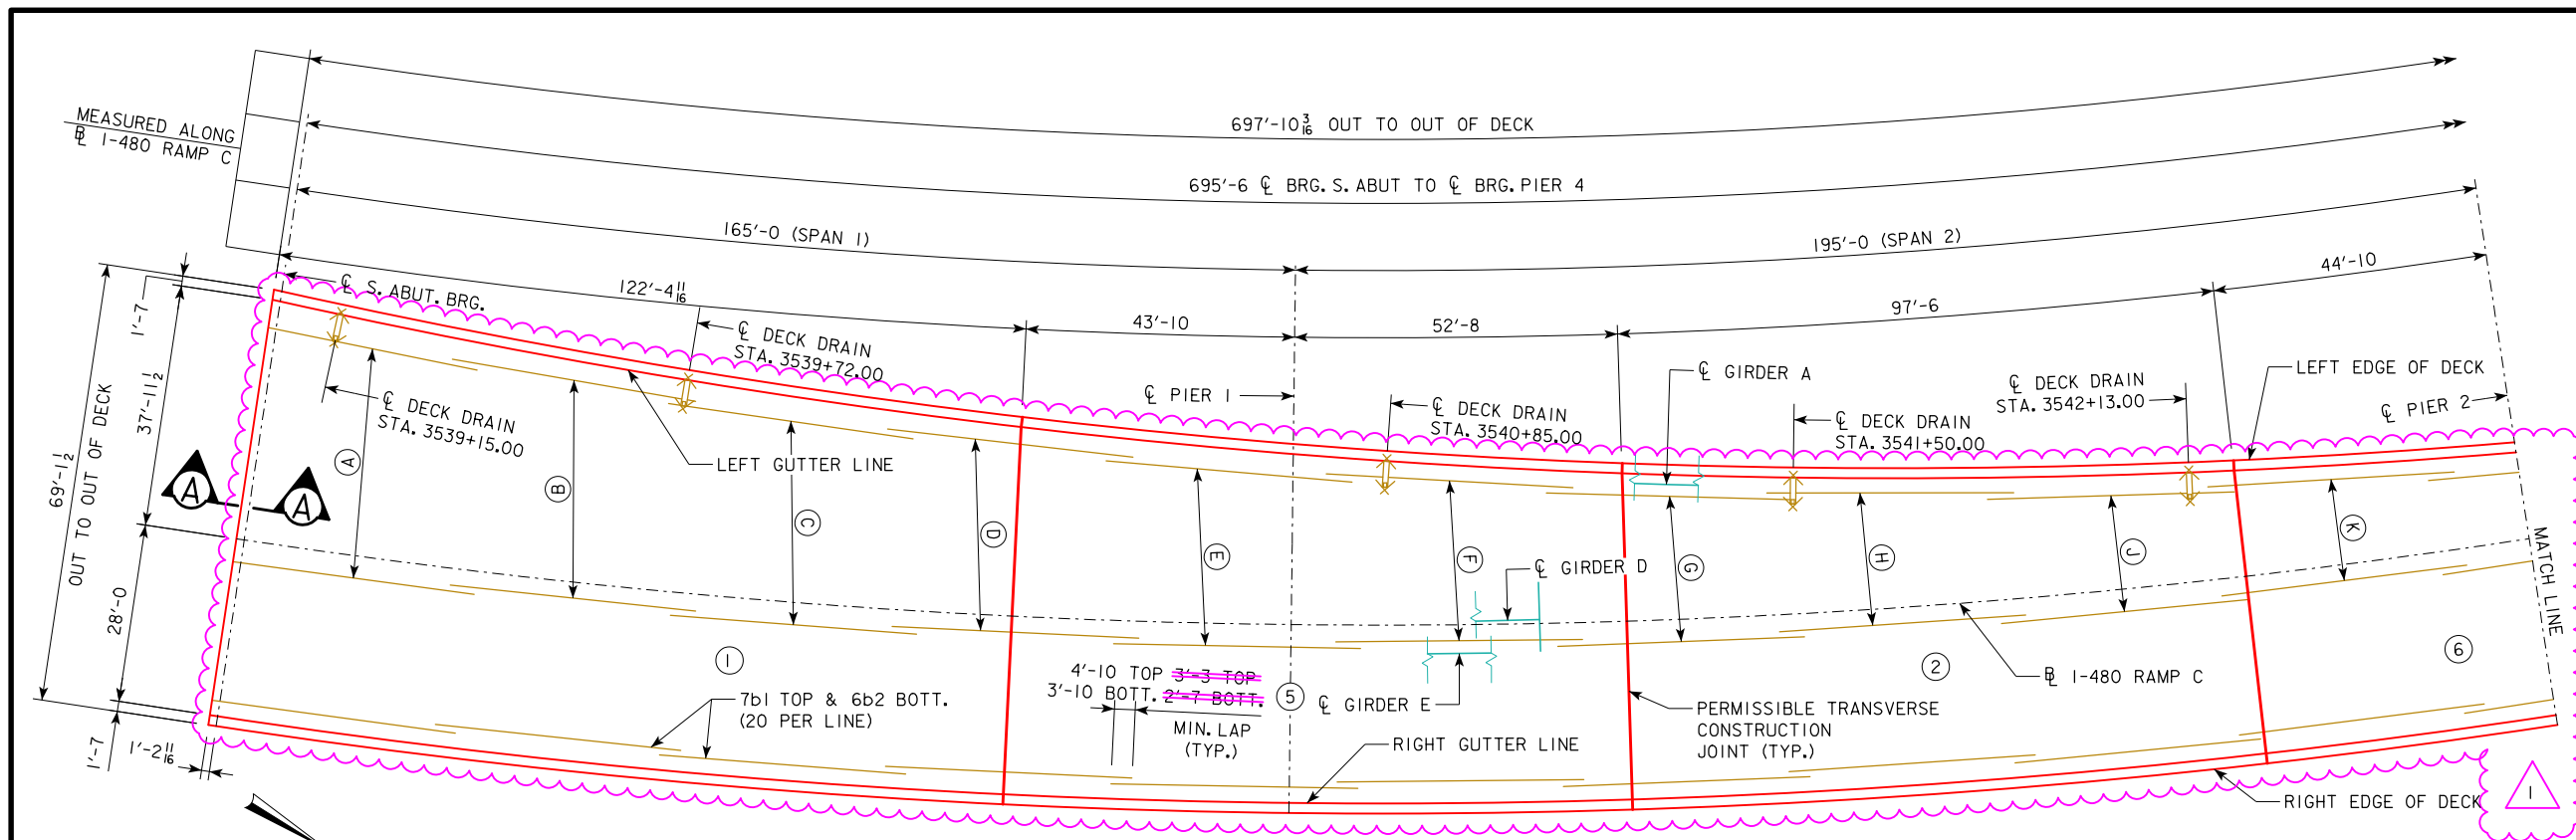 697'-10 3/16 OUT TO OUT OF DECK
MEASURED ALONG
℄ I-480 RAMP C
695'-6 ℄ BRG. S. ABUT TO ℄ BRG. PIER 4
165'-0 (SPAN 1)
195'-0 (SPAN 2)
122'-4 11/16
43'-10
52'-8
97'-6
44'-10
℄ S. ABUT. BRG.
1'-7
37'-11 1/2
69'-1 1/2
OUT TO OUT OF DECK
28'-0
1'-7
1'-2 11/16
℄ DECK DRAIN
STA. 3539+15.00
℄ DECK DRAIN
STA. 3539+72.00
LEFT GUTTER LINE
℄ PIER 1
℄ DECK DRAIN
STA. 3540+85.00
℄ GIRDER A
℄ DECK DRAIN
STA. 3541+50.00
℄ DECK DRAIN
STA. 3542+13.00
LEFT EDGE OF DECK
℄ PIER 2
MATCH LINE
A
A
A
B
C
D
E
F
G
H
J
K
℄ GIRDER D
℄ GIRDER E
1
2
5
6
7b1 TOP & 6b2 BOTT.
(20 PER LINE)
4'-10 TOP 3'-3 TOP
3'-10 BOTT. 2'-7 BOTT.
MIN. LAP
(TYP.)
RIGHT GUTTER LINE
PERMISSIBLE TRANSVERSE
CONSTRUCTION
JOINT (TYP.)
℄ I-480 RAMP C
RIGHT EDGE OF DECK
1